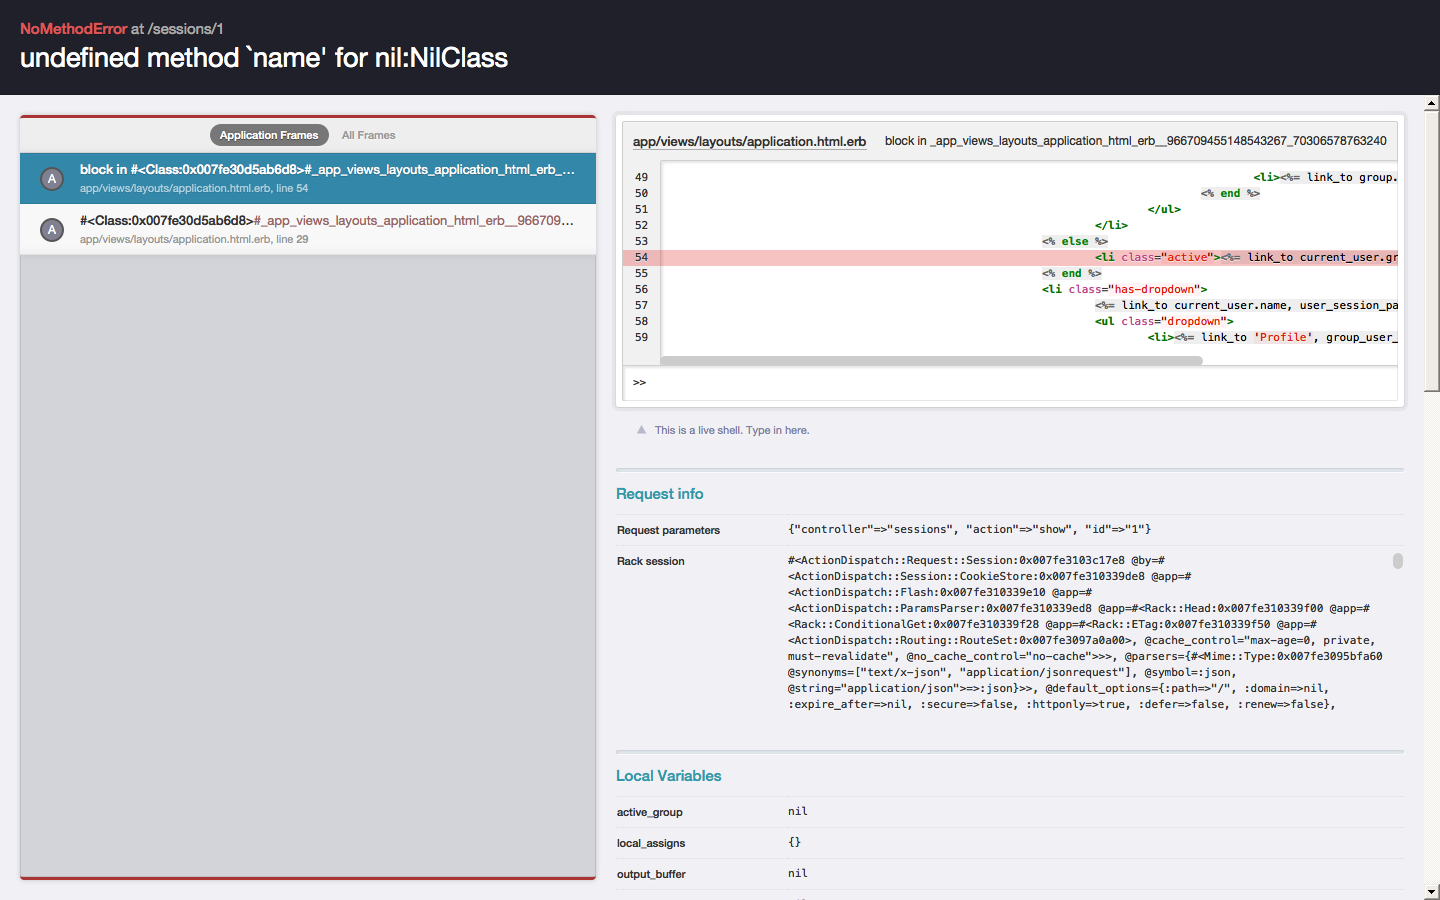 NoMethodError at /sessions/1
undefined method `name' for nil:NilClass
Application Frames All Frames
A
block in #<Class:0x007fe30d5ab6d8>#_app_views_layouts_application_html_erb_...
app/views/layouts/application.html.erb, line 54
A
#<Class:0x007fe30d5ab6d8>#_app_views_layouts_application_html_erb__966709...
app/views/layouts/application.html.erb, line 29
app/views/layouts/application.html.erb block in _app_views_layouts_application_html_erb__966709455148543267_70306578763240
49 <li><%= link_to group.
50 <% end %>
51 </ul>
52 </li>
53 <% else %>
54 <li class="active"><%= link_to current_user.gr
55 <% end %>
56 <li class="has-dropdown">
57 <%= link_to current_user.name, user_session_pa
58 <ul class="dropdown">
59 <li><%= link_to 'Profile', group_user_
>>
This is a live shell. Type in here.
Request info
Request parameters {"controller"=>"sessions", "action"=>"show", "id"=>"1"}
Rack session #<ActionDispatch::Request::Session:0x007fe3103c17e8 @by=#
<ActionDispatch::Session::CookieStore:0x007fe310339de8 @app=#
<ActionDispatch::Flash:0x007fe310339e10 @app=#
<ActionDispatch::ParamsParser:0x007fe310339ed8 @app=#<Rack::Head:0x007fe310339f00 @app=#
<Rack::ConditionalGet:0x007fe310339f28 @app=#<Rack::ETag:0x007fe310339f50 @app=#
<ActionDispatch::Routing::RouteSet:0x007fe3097a0a00>, @cache_control="max-age=0, private,
must-revalidate", @no_cache_control="no-cache">>>, @parsers={#<Mime::Type:0x007fe3095bfa60
@synonyms=["text/x-json", "application/jsonrequest"], @symbol=:json,
@string="application/json">=>:json}>>, @default_options={:path=>"/", :domain=>nil,
:expire_after=>nil, :secure=>false, :httponly=>true, :defer=>false, :renew=>false},
Local Variables
active_group nil
local_assigns {}
output_buffer nil